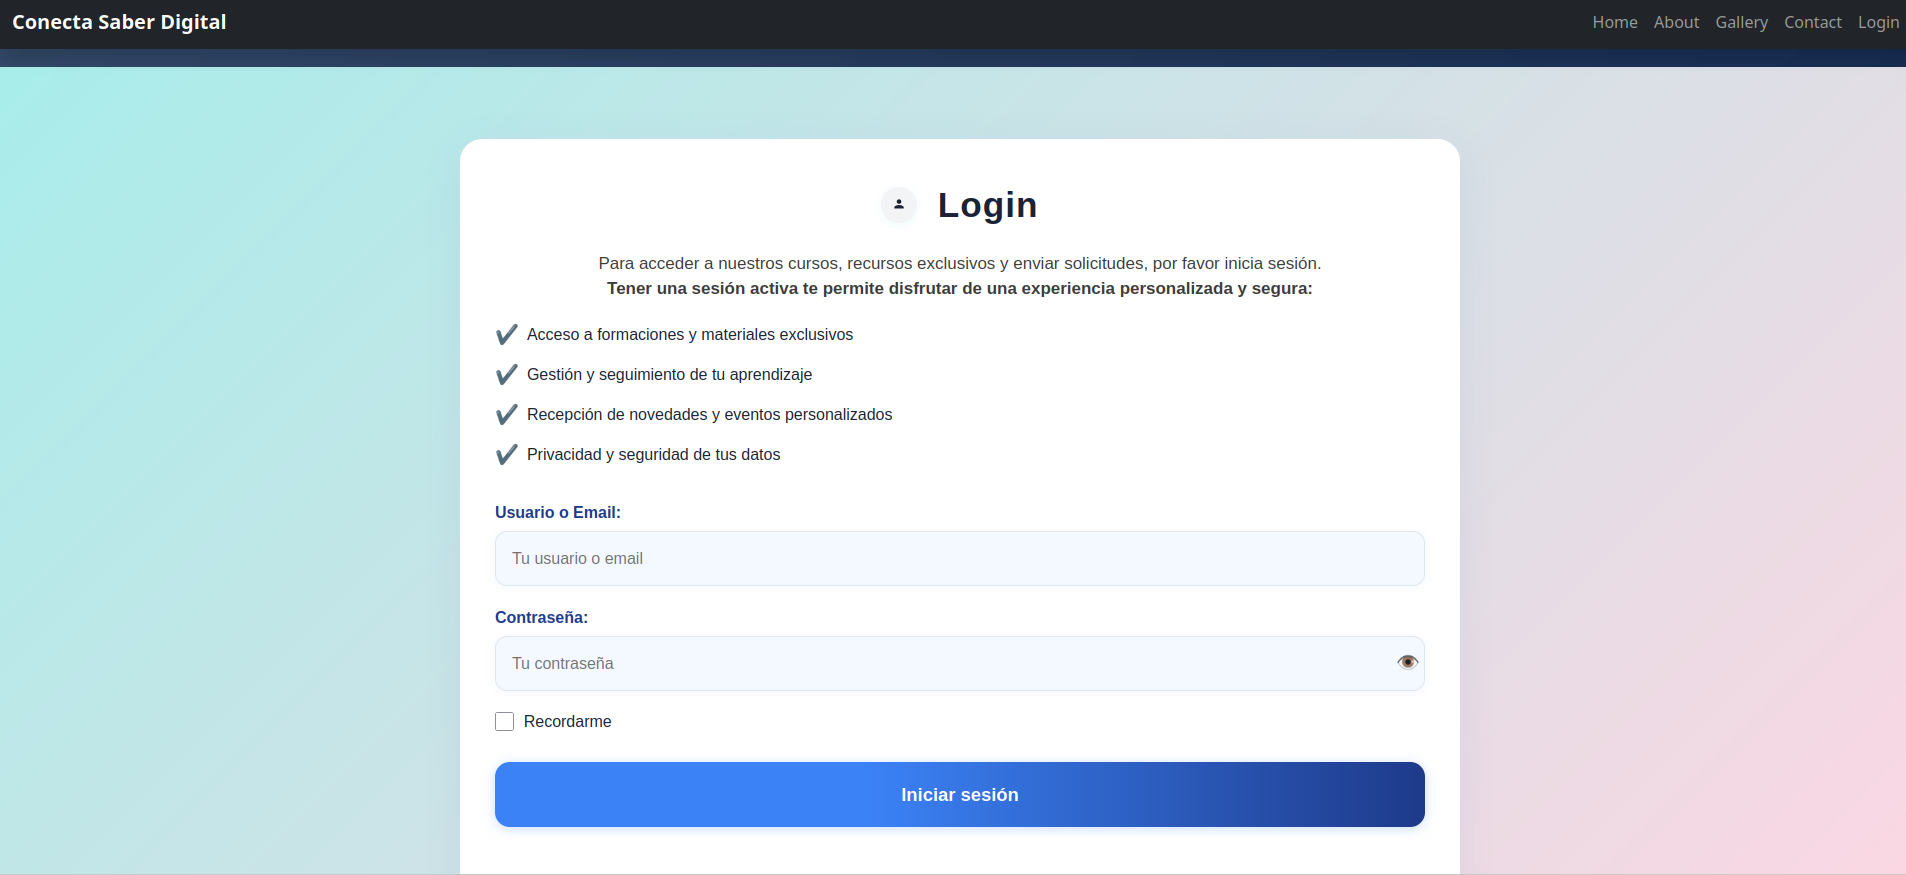 Conecta Saber Digital
Home About Gallery Contact Login
Login
Para acceder a nuestros cursos, recursos exclusivos y enviar solicitudes, por favor inicia sesión.
Tener una sesión activa te permite disfrutar de una experiencia personalizada y segura:
Acceso a formaciones y materiales exclusivos
Gestión y seguimiento de tu aprendizaje
Recepción de novedades y eventos personalizados
Privacidad y seguridad de tus datos
Usuario o Email:
Tu usuario o email
Contraseña:
Tu contraseña
Recordarme
Iniciar sesión